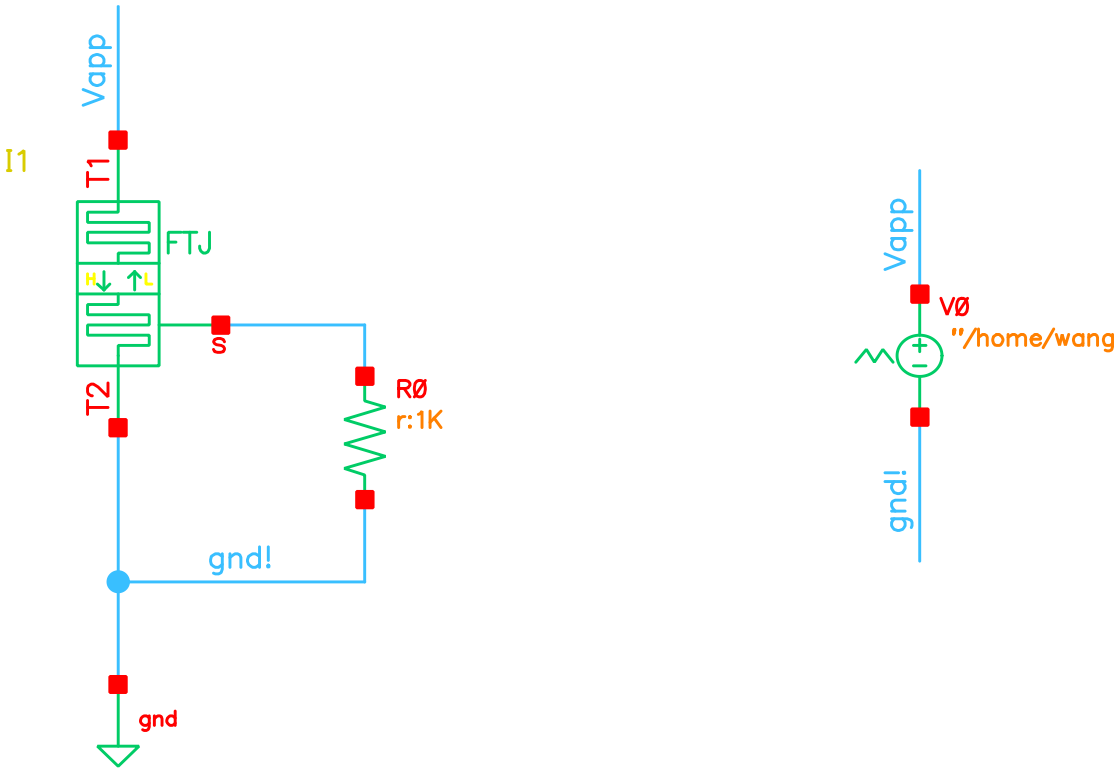 Vapp
I1
T1
FTJ
H
L
S
T2
RØ
r:1K
gnd!
gnd
Vapp
VØ
"/home/wang
gnd!